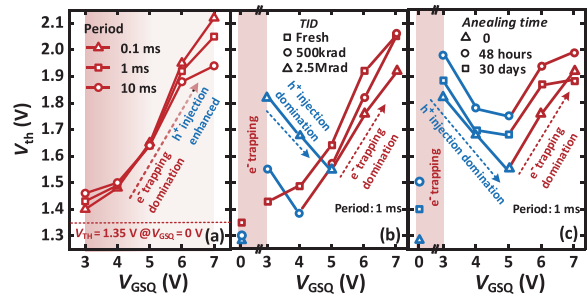 2.1
2.0
1.9
1.8
1.7
1.6
1.5
1.4
1.3
V_th (V)
Period
0.1 ms
1 ms
10 ms
h+ injection
enhanced
e- trapping
domination
V_TH = 1.35 V @V_GSQ = 0 V
(a)
3 4 5 6 7
V_GSQ (V)
TID
Fresh
500krad
2.5Mrad
e- trapping
h+ injection
domination
e- trapping
domination
Period: 1 ms
(b)
0 3 4 5 6 7
V_GSQ (V)
Anealing time
0
48 hours
30 days
e- trapping
h+ injection domination
e- trapping
domination
Period: 1 ms
(c)
0 3 4 5 6 7
V_GSQ (V)